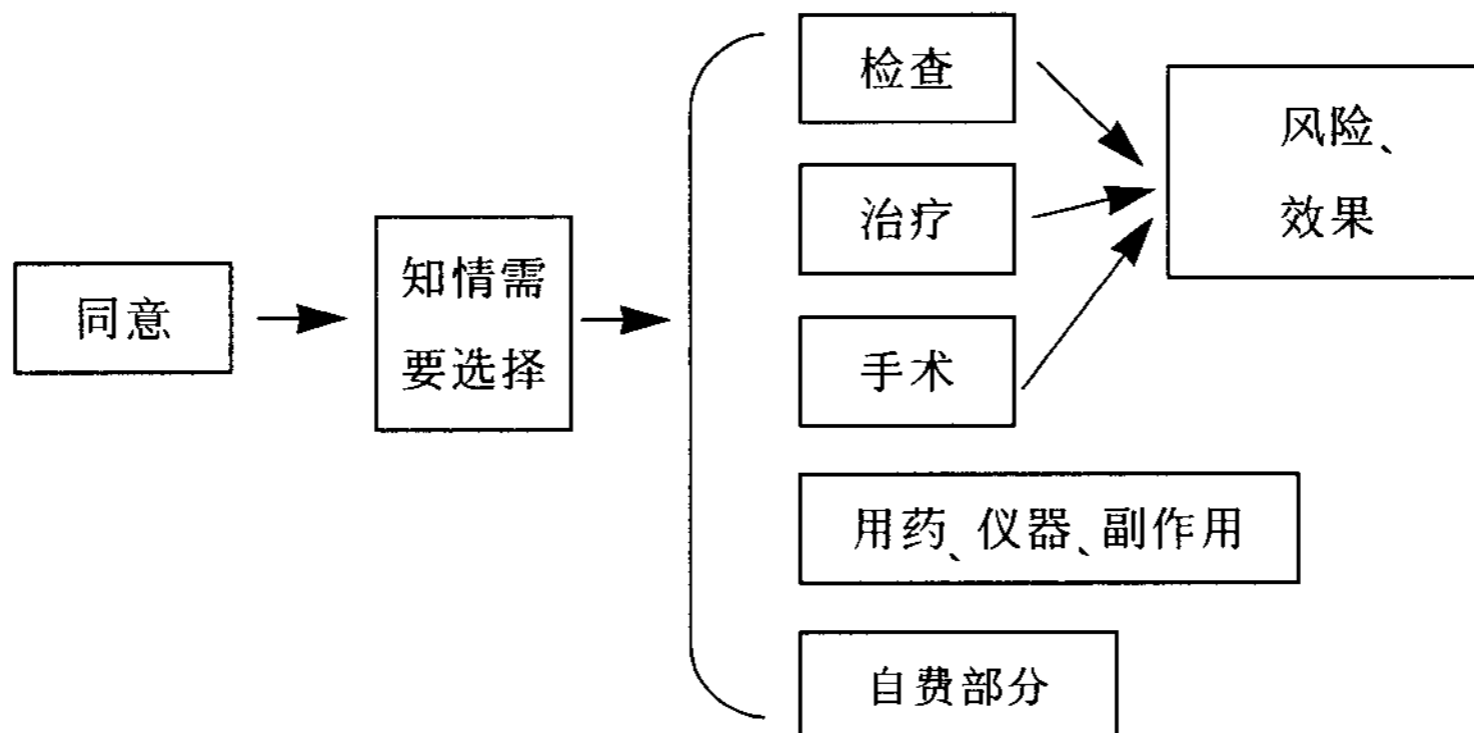 同意
知情需
要选择
检查
治疗
手术
用药、仪器、副作用
自费部分
风险、
效果